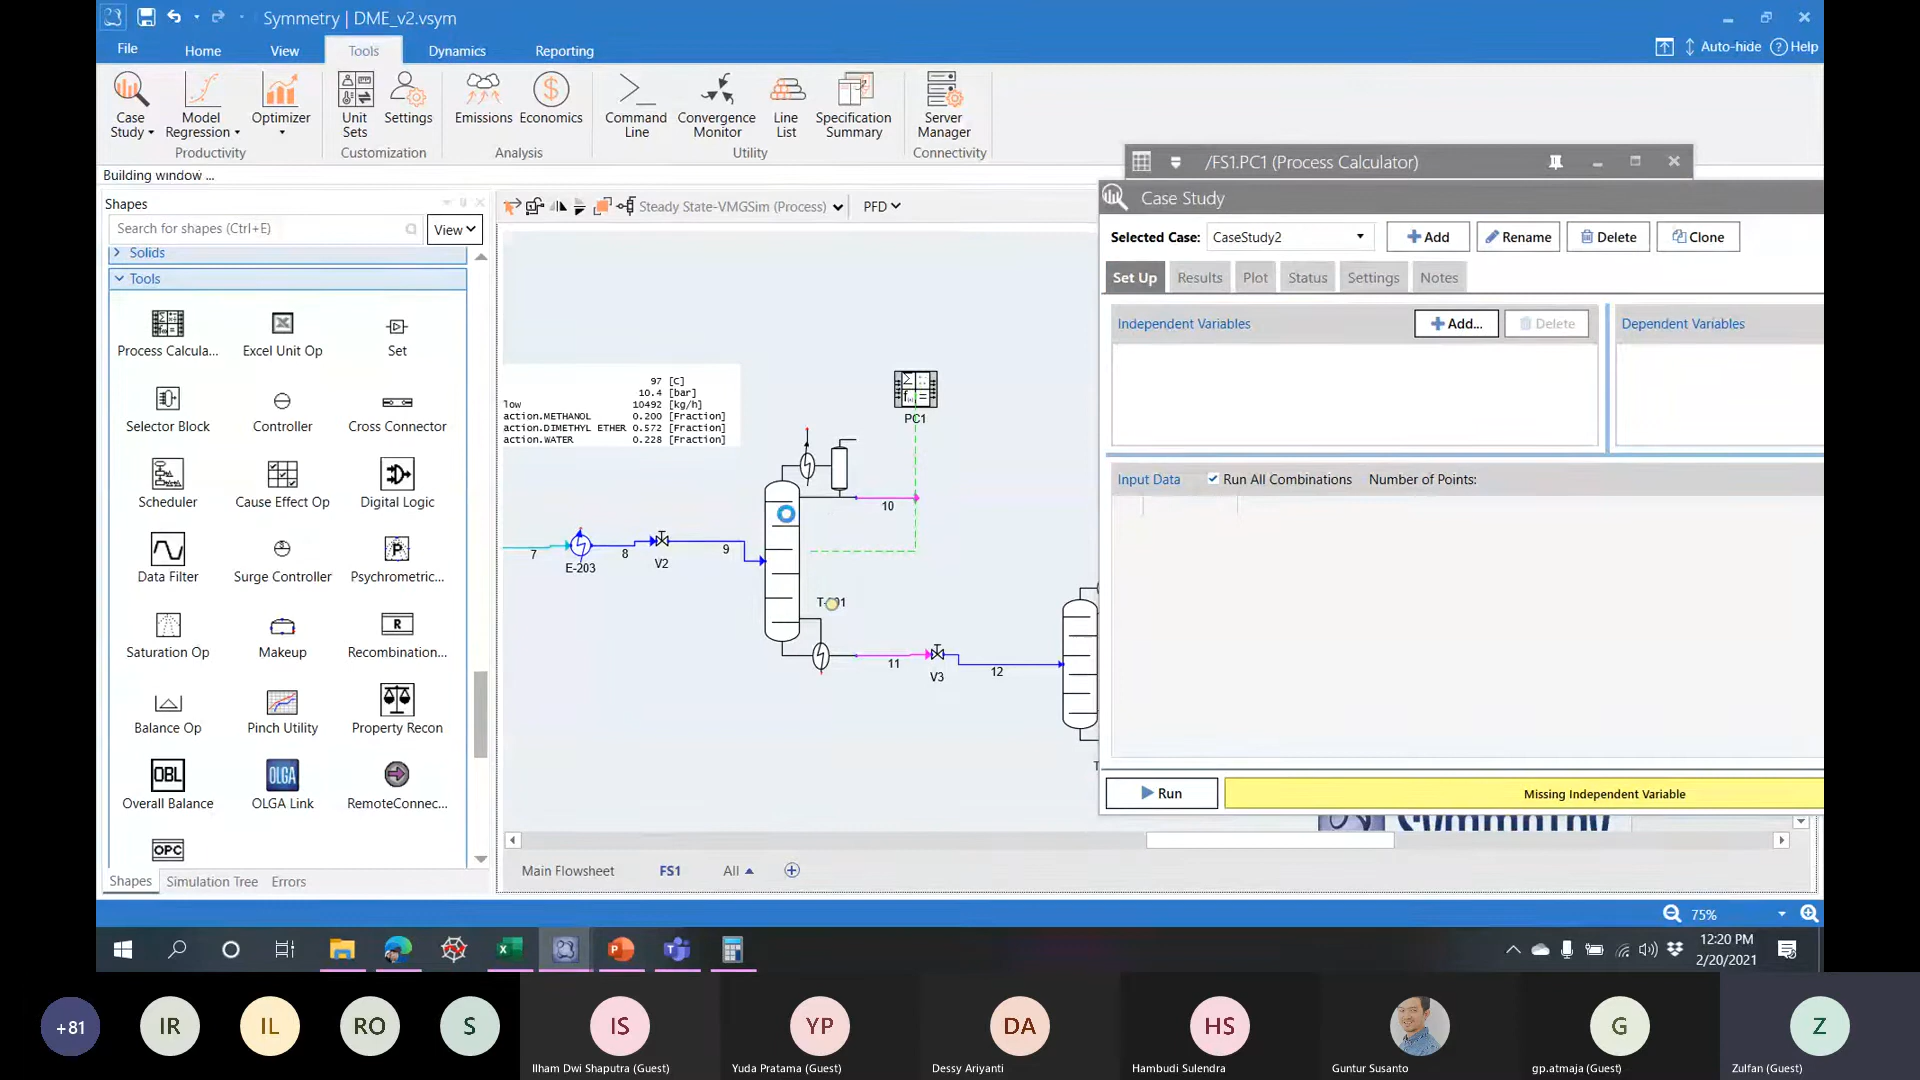 Symmetry | DME_v2.vsym
File
Home
View
Tools
Dynamics
Reporting
Auto-hide
Help
Case Study
Model Regression
Optimizer
Unit Sets
Settings
Emissions
Economics
Command Line
Convergence Monitor
Line List
Specification Summary
Server Manager
Productivity
Customization
Analysis
Utility
Connectivity
Building window ...
Shapes
Search for shapes (Ctrl+E)
View
Solids
Tools
Process Calcula...
Excel Unit Op
Set
Selector Block
Controller
Cross Connector
Scheduler
Cause Effect Op
Digital Logic
Data Filter
Surge Controller
Psychrometric...
Saturation Op
Makeup
Recombination...
Balance Op
Pinch Utility
Property Recon
OBL
OLGA
Overall Balance
OLGA Link
RemoteConnec...
OPC
Shapes
Simulation Tree
Errors
Steady State-VMGSim (Process)
PFD
97 [C]
10.4 [bar]
low 10492 [kg/h]
action.METHANOL 0.200 [Fraction]
action.DIMETHYL ETHER 0.572 [Fraction]
action.WATER 0.228 [Fraction]
PC1
10
7
E-203
8
V2
9
11
V3
12
Main Flowsheet
FS1
All
/FS1.PC1 (Process Calculator)
Case Study
Selected Case:
CaseStudy2
Add
Rename
Delete
Clone
Set Up
Results
Plot
Status
Settings
Notes
Independent Variables
Add...
Delete
Dependent Variables
Input Data
Run All Combinations
Number of Points:
Run
Missing Independent Variable
75%
12:20 PM
2/20/2021
+81
IR
IL
RO
S
IS
YP
DA
HS
G
Z
Ilham Dwi Shaputra (Guest)
Yuda Pratama (Guest)
Dessy Ariyanti
Hambudi Sulendra
Guntur Susanto
gp.atmaja (Guest)
Zulfan (Guest)